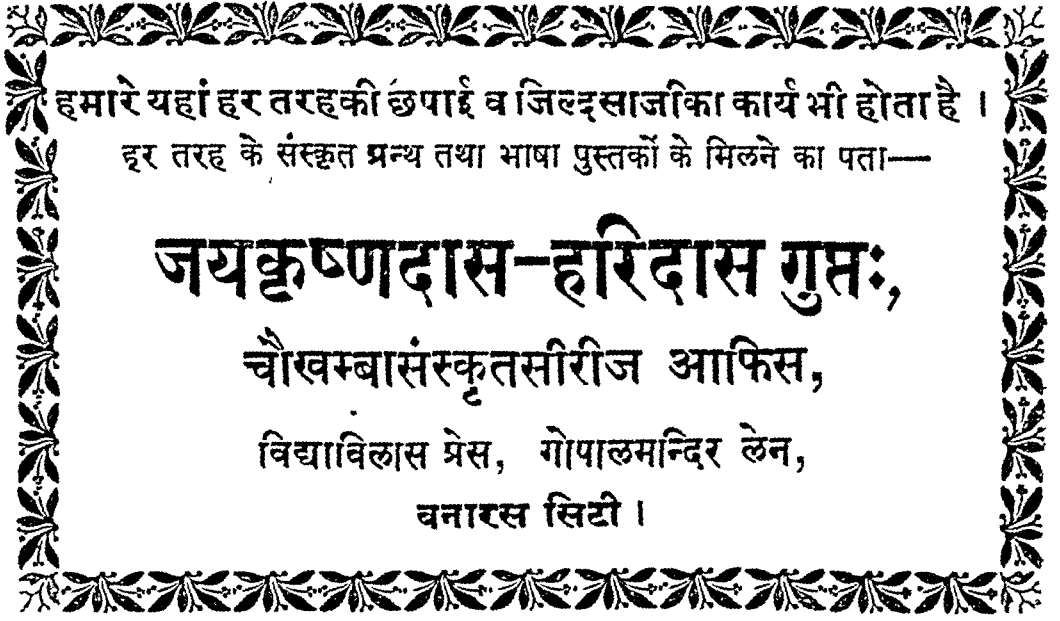 हमारे यहां हर तरहकी छपाई व जिल्दसाजीका कार्य भी होता है ।
हर तरह के संस्कृत ग्रन्थ तथा भाषा पुस्तकों के मिलने का पता—
जयकृष्णदास-हरिदास गुप्तः,
चौखम्बासंस्कृतसीरीज आफिस,
विद्याविलास प्रेस, गोपालमन्दिर लेन,
बनारस सिटी ।